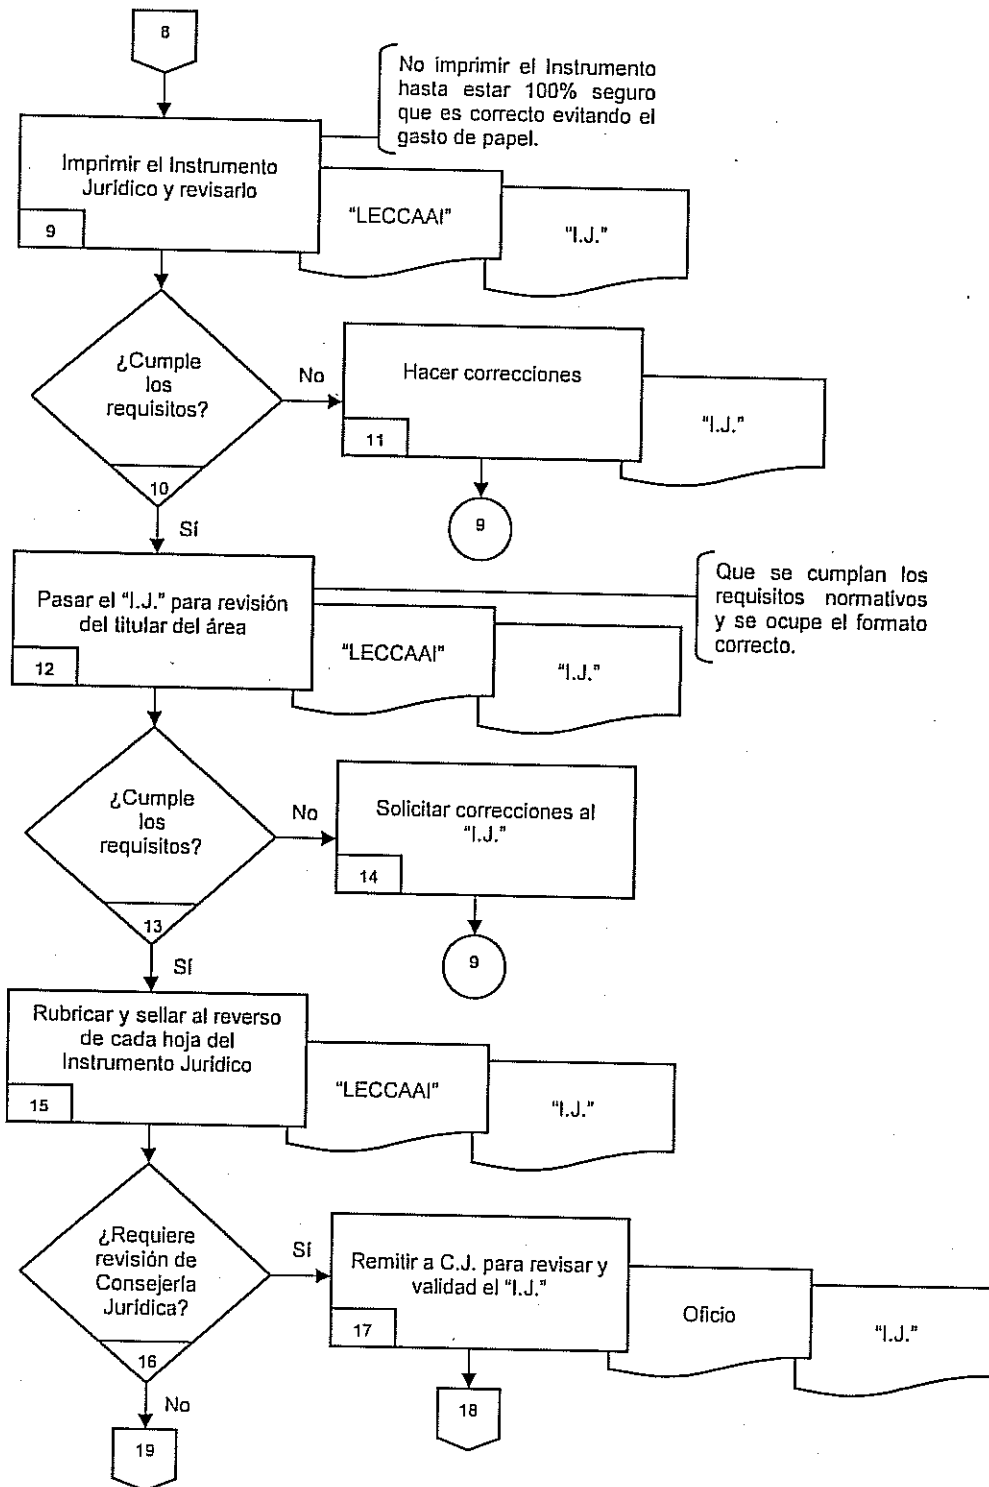 8
No imprimir el Instrumento
hasta estar 100% seguro
que es correcto evitando el
gasto de papel.
Imprimir el Instrumento
Jurídico y revisarlo
9
"LECCAAI"
"I.J."
¿Cumple
los
requisitos?
10
No
Hacer correcciones
11
"I.J."
9
Sí
Pasar el "I.J." para revisión
del titular del área
12
"LECCAAI"
"I.J."
Que se cumplan los
requisitos normativos
y se ocupe el formato
correcto.
¿Cumple
los
requisitos?
13
No
Solicitar correcciones al
"I.J."
14
9
Sí
Rubricar y sellar al reverso
de cada hoja del
Instrumento Jurídico
15
"LECCAAI"
"I.J."
¿Requiere
revisión de
Consejería
Jurídica?
16
Sí
Remitir a C.J. para revisar y
validad el "I.J."
17
Oficio
"I.J."
18
No
19